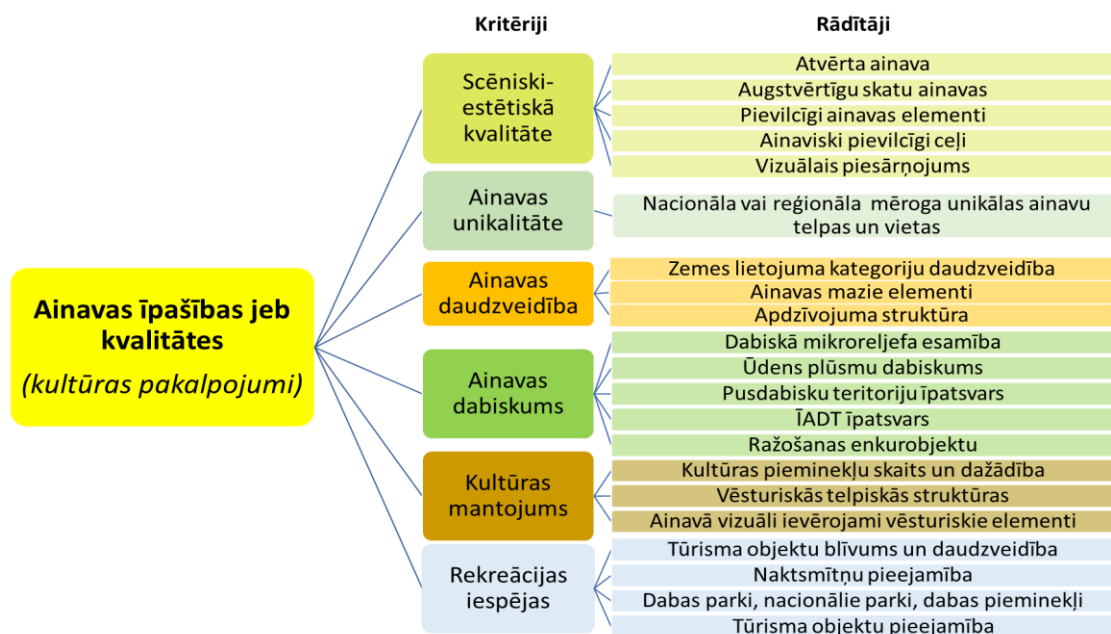 Kritēriji
Rādītāji
Ainavas īpašības jeb
kvalitātes
(kultūras pakalpojumi)
Scēniski-
estētiskā
kvalitāte
Atvērta ainava
Augstvērtīgu skatu ainavas
Pievilcīgi ainavas elementi
Ainaviski pievilcīgi ceļi
Vizuālais piesārņojums
Ainavas
unikalitāte
Nacionāla vai reģionāla mēroga unikālas ainavu
telpas un vietas
Ainavas
daudzveidība
Zemes lietojuma kategoriju daudzveidība
Ainavas mazie elementi
Apdzīvojuma struktūra
Ainavas
dabiskums
Dabiskā mikroreljefa esamība
Ūdens plūsmu dabiskums
Pusdabisku teritoriju īpatsvars
ĪADT īpatsvars
Ražošanas enkurobjektu
Kultūras
mantojums
Kultūras pieminekļu skaits un dažādība
Vēsturiskās telpiskās struktūras
Ainavā vizuāli ievērojami vēsturiskie elementi
Rekreācijas
iespējas
Tūrisma objektu blīvums un daudzveidība
Naktsmītņu pieejamība
Dabas parki, nacionālie parki, dabas pieminekļi
Tūrisma objektu pieejamība